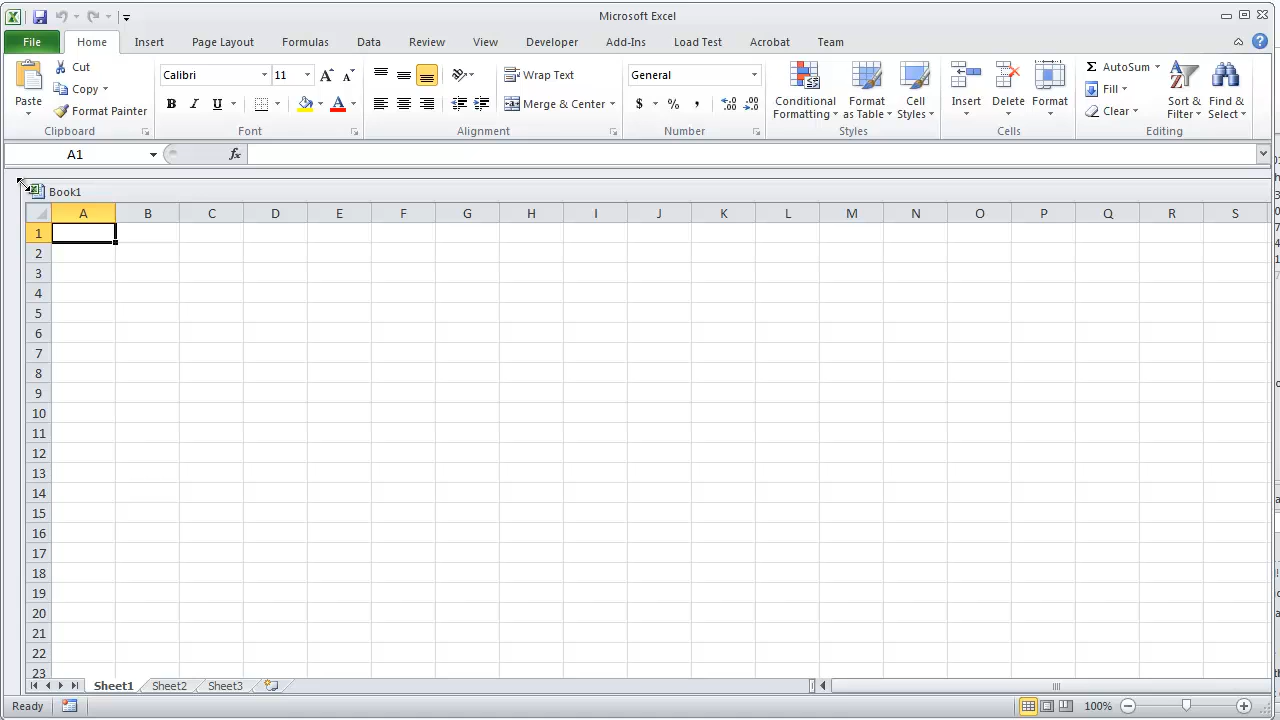 Microsoft Excel
File Home Insert Page Layout Formulas Data Review View Developer Add-Ins Load Test Acrobat Team
Paste
Cut
Copy
Format Painter
Clipboard
Calibri 11
B I U
Font
Wrap Text
Merge & Center
Alignment
General
$ % ,
Number
Conditional Formatting
Format as Table
Cell Styles
Styles
Insert
Delete
Format
Cells
Σ AutoSum
Fill
Clear
Sort & Filter
Find & Select
Editing
A1 fx
Book1
A B C D E F G H I J K L M N O P Q R S
1
2
3
4
5
6
7
8
9
10
11
12
13
14
15
16
17
18
19
20
21
22
23
Sheet1 Sheet2 Sheet3
Ready 100%